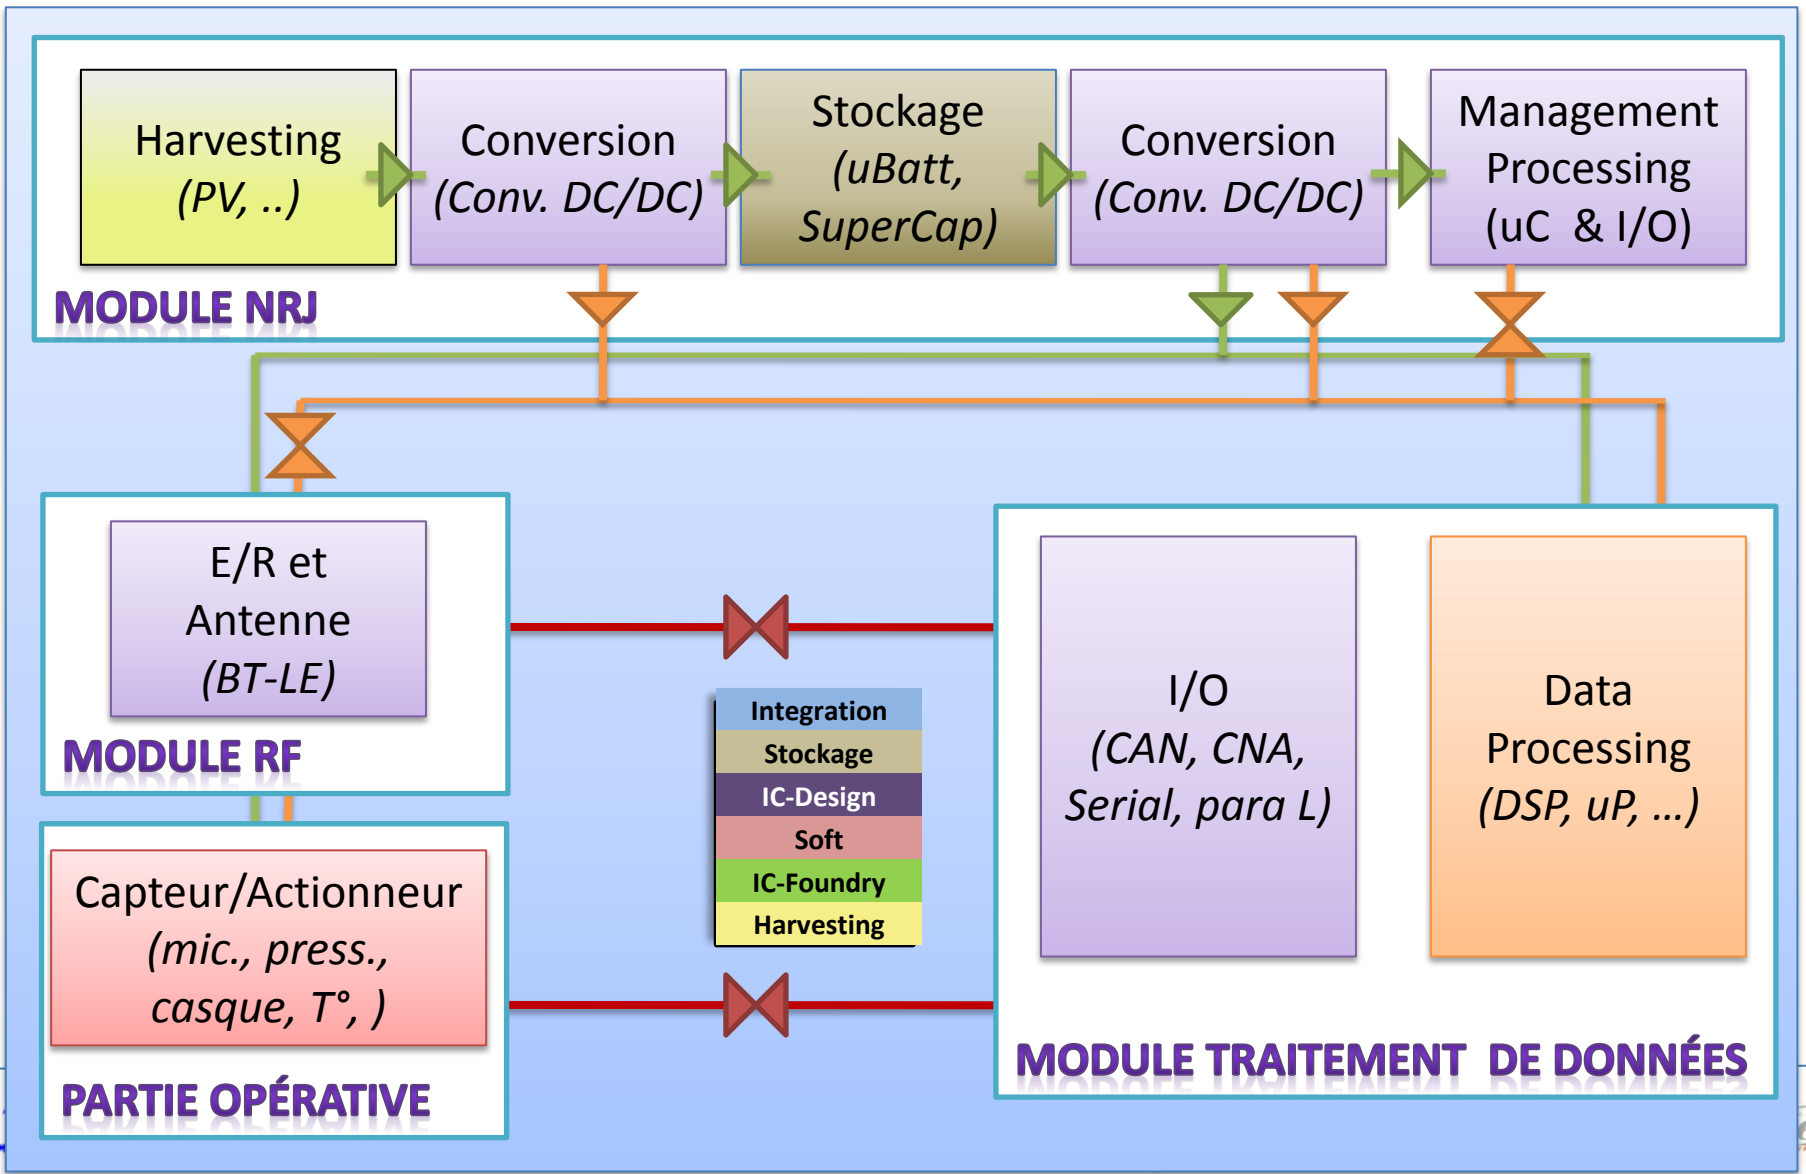 Harvesting
(PV, ..)
Conversion
(Conv. DC/DC)
Stockage
(uBatt,
SuperCap)
Conversion
(Conv. DC/DC)
Management
Processing
(uC & I/O)
MODULE NRJ
E/R et
Antenne
(BT-LE)
MODULE RF
Capteur/Actionneur
(mic., press.,
casque, T°, )
PARTIE OPÉRATIVE
Integration
Stockage
IC-Design
Soft
IC-Foundry
Harvesting
I/O
(CAN, CNA,
Serial, para L)
Data
Processing
(DSP, uP, ...)
MODULE TRAITEMENT DE DONNÉES